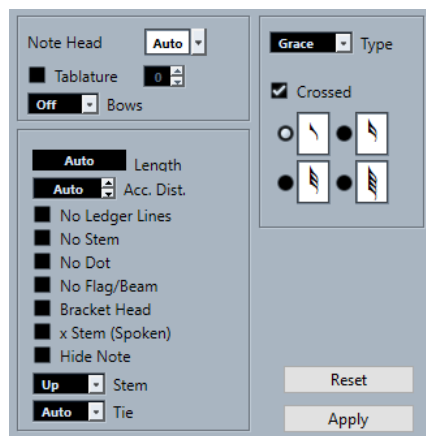 Note Head Auto
Tablature 0
Off Bows
Auto Length
Auto Acc. Dist.
No Ledger Lines
No Stem
No Dot
No Flag/Beam
Bracket Head
x Stem (Spoken)
Hide Note
Up Stem
Auto Tie
Grace Type
Crossed
Reset
Apply